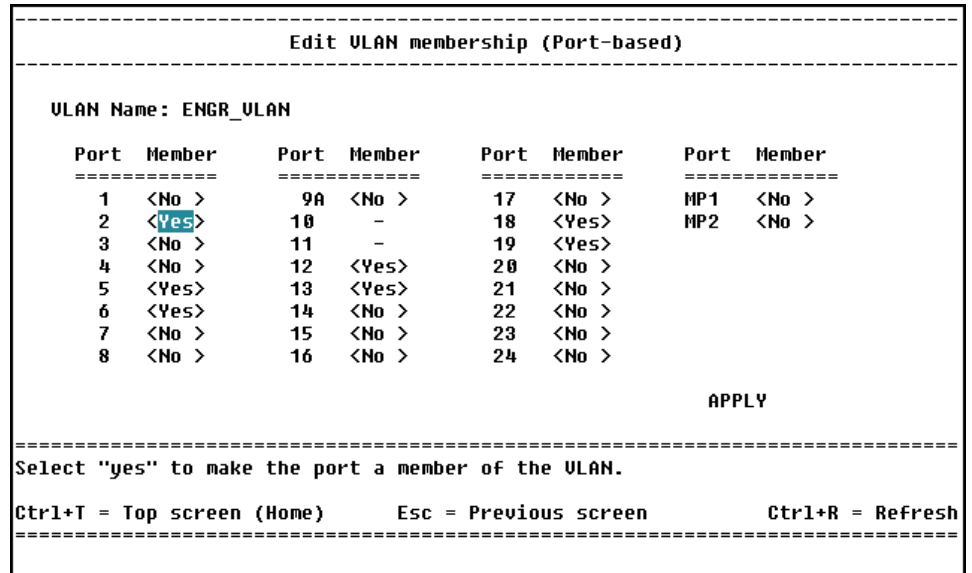 --------------------------------------------------------------------------------
Edit VLAN membership (Port-based)
--------------------------------------------------------------------------------
VLAN Name: ENGR_VLAN
Port  Member     Port  Member     Port  Member     Port  Member
============     ============     ============     =============
1   <No >     9A  <No >     17   <No >     MP1   <No >
2   <Yes>     10    -       18   <Yes>     MP2   <No >
3   <No >     11    -       19   <Yes>
4   <No >     12   <Yes>     20   <No >
5   <Yes>     13   <Yes>     21   <No >
6   <Yes>     14   <No >     22   <No >
7   <No >     15   <No >     23   <No >
8   <No >     16   <No >     24   <No >
APPLY
================================================================================
Select "yes" to make the port a member of the VLAN.
Ctrl+T = Top screen (Home)      Esc = Previous screen          Ctrl+R = Refresh
================================================================================